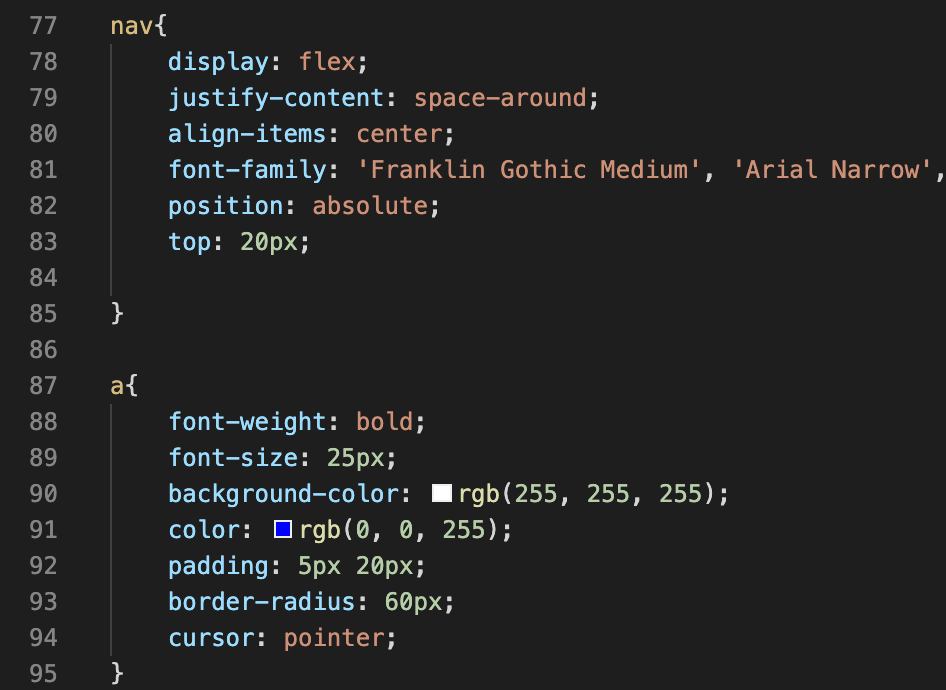 77 nav{
78 display: flex;
79 justify-content: space-around;
80 align-items: center;
81 font-family: 'Franklin Gothic Medium', 'Arial Narrow',
82 position: absolute;
83 top: 20px;
84
85 }
86
87 a{
88 font-weight: bold;
89 font-size: 25px;
90 background-color: rgb(255, 255, 255);
91 color: rgb(0, 0, 255);
92 padding: 5px 20px;
93 border-radius: 60px;
94 cursor: pointer;
95 }